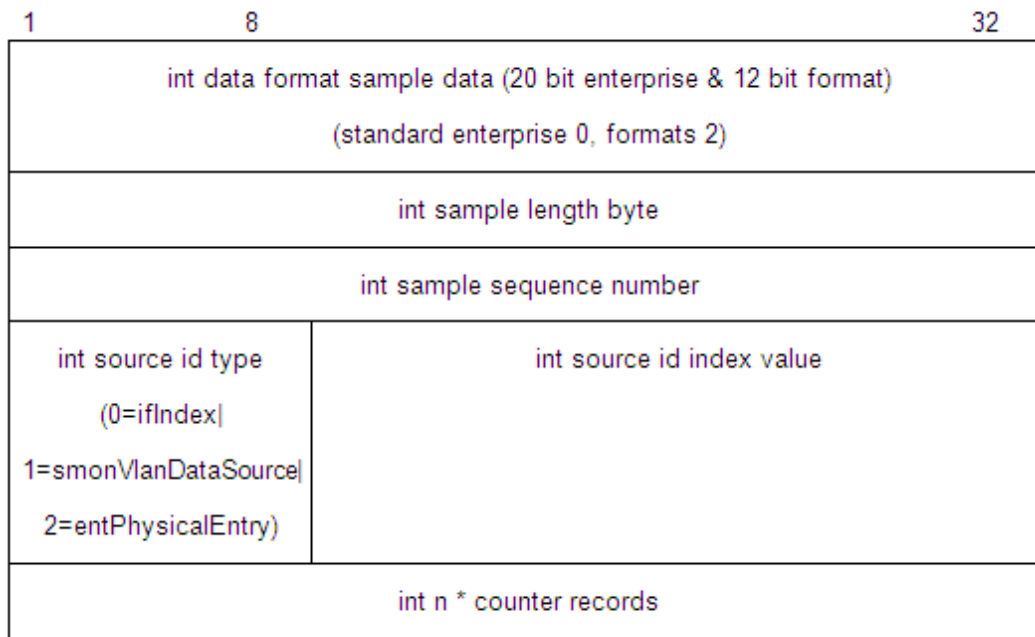 1 8 32
int data format sample data (20 bit enterprise & 12 bit format)
(standard enterprise 0, formats 2)
int sample length byte
int sample sequence number
int source id type
(0=ifIndex|
1=smonVlanDataSource|
2=entPhysicalEntry)
int source id index value
int n * counter records